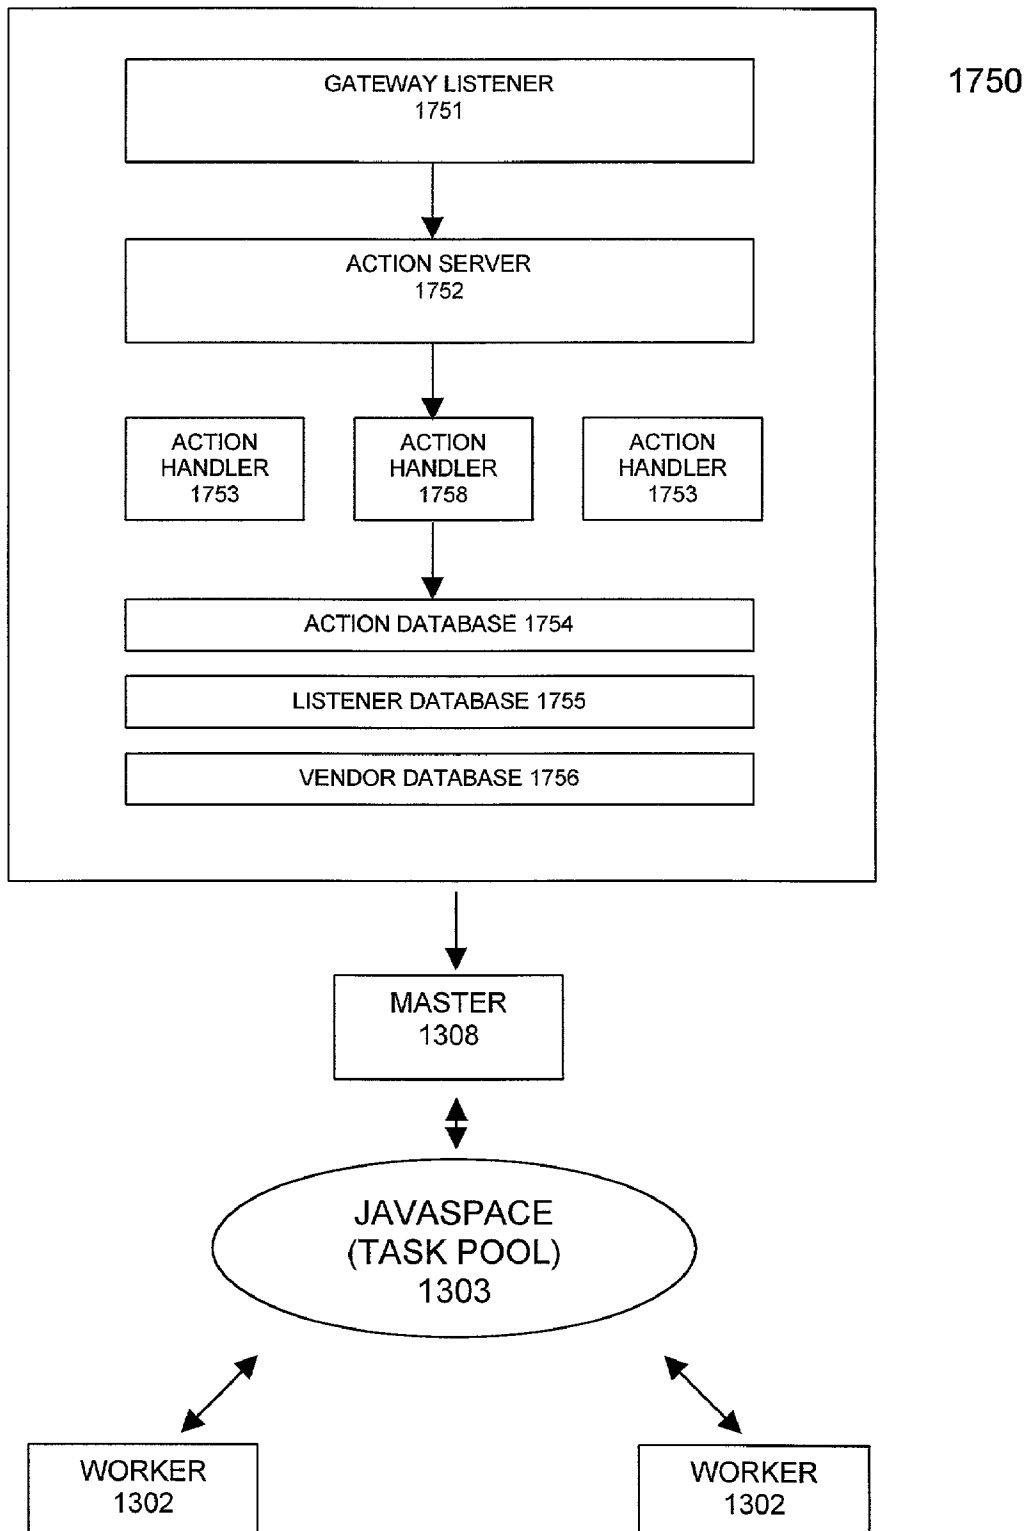 1750
GATEWAY LISTENER
1751
ACTION SERVER
1752
ACTION
HANDLER
1753
ACTION
HANDLER
1758
ACTION
HANDLER
1753
ACTION DATABASE 1754
LISTENER DATABASE 1755
VENDOR DATABASE 1756
MASTER
1308
JAVASPACE
(TASK POOL)
1303
WORKER
1302
WORKER
1302